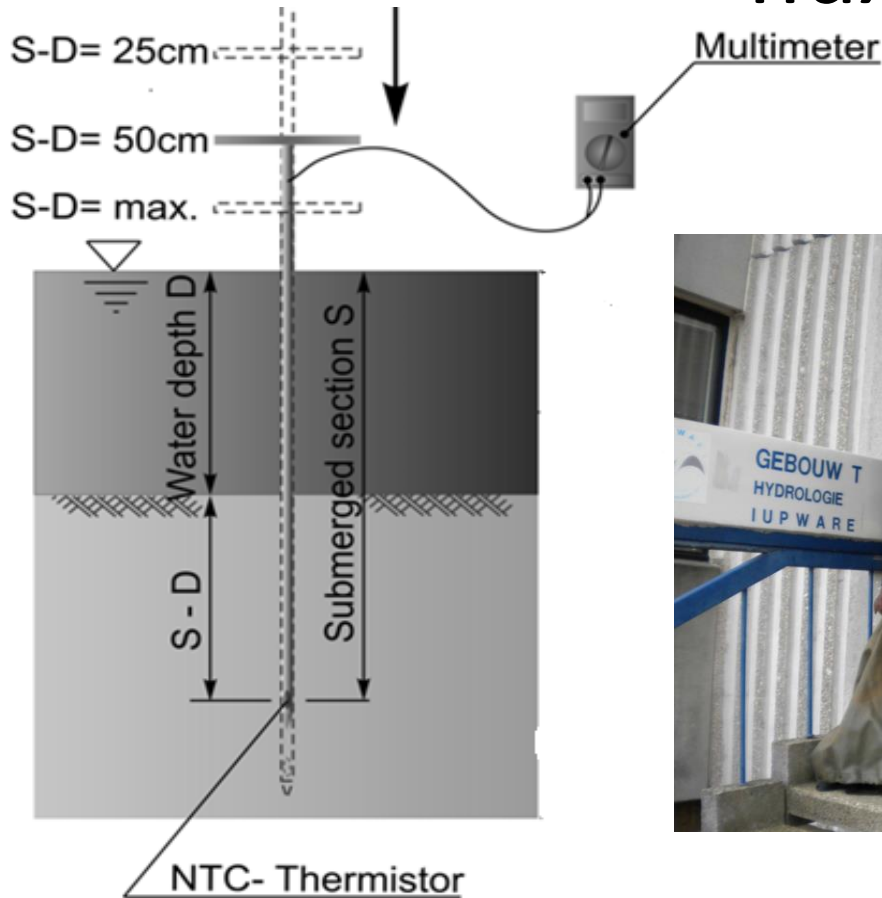 S-D= 25cm
Multimeter
S-D= 50cm
S-D= max.
Water depth D
Submerged section S
S - D
NTC- Thermistor
GEBOUW T
HYDROLOGIE
IUPWARE